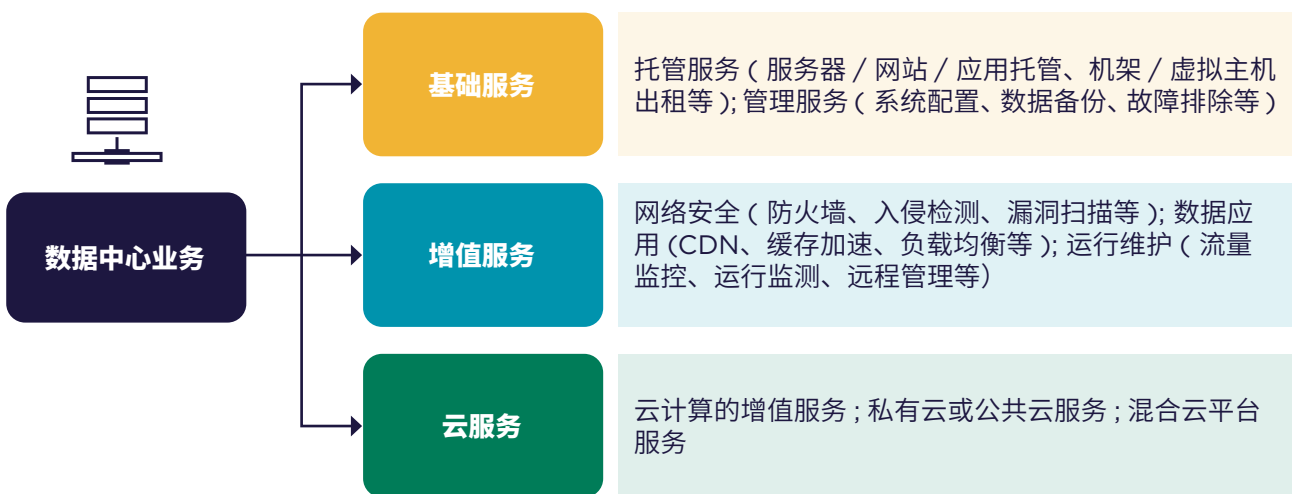 基础服务
托管服务 ( 服务器 / 网站 / 应用托管、机架 / 虚拟主机
出租等 ); 管理服务 ( 系统配置、数据备份、故障排除等 )
数据中心业务
增值服务
网络安全 ( 防火墙、入侵检测、漏洞扫描等 ); 数据应
用 (CDN、缓存加速、负载均衡等 ); 运行维护 ( 流量
监控、运行监测、远程管理等）
云服务
云计算的增值服务 ; 私有云或公共云服务 ; 混合云平台
服务